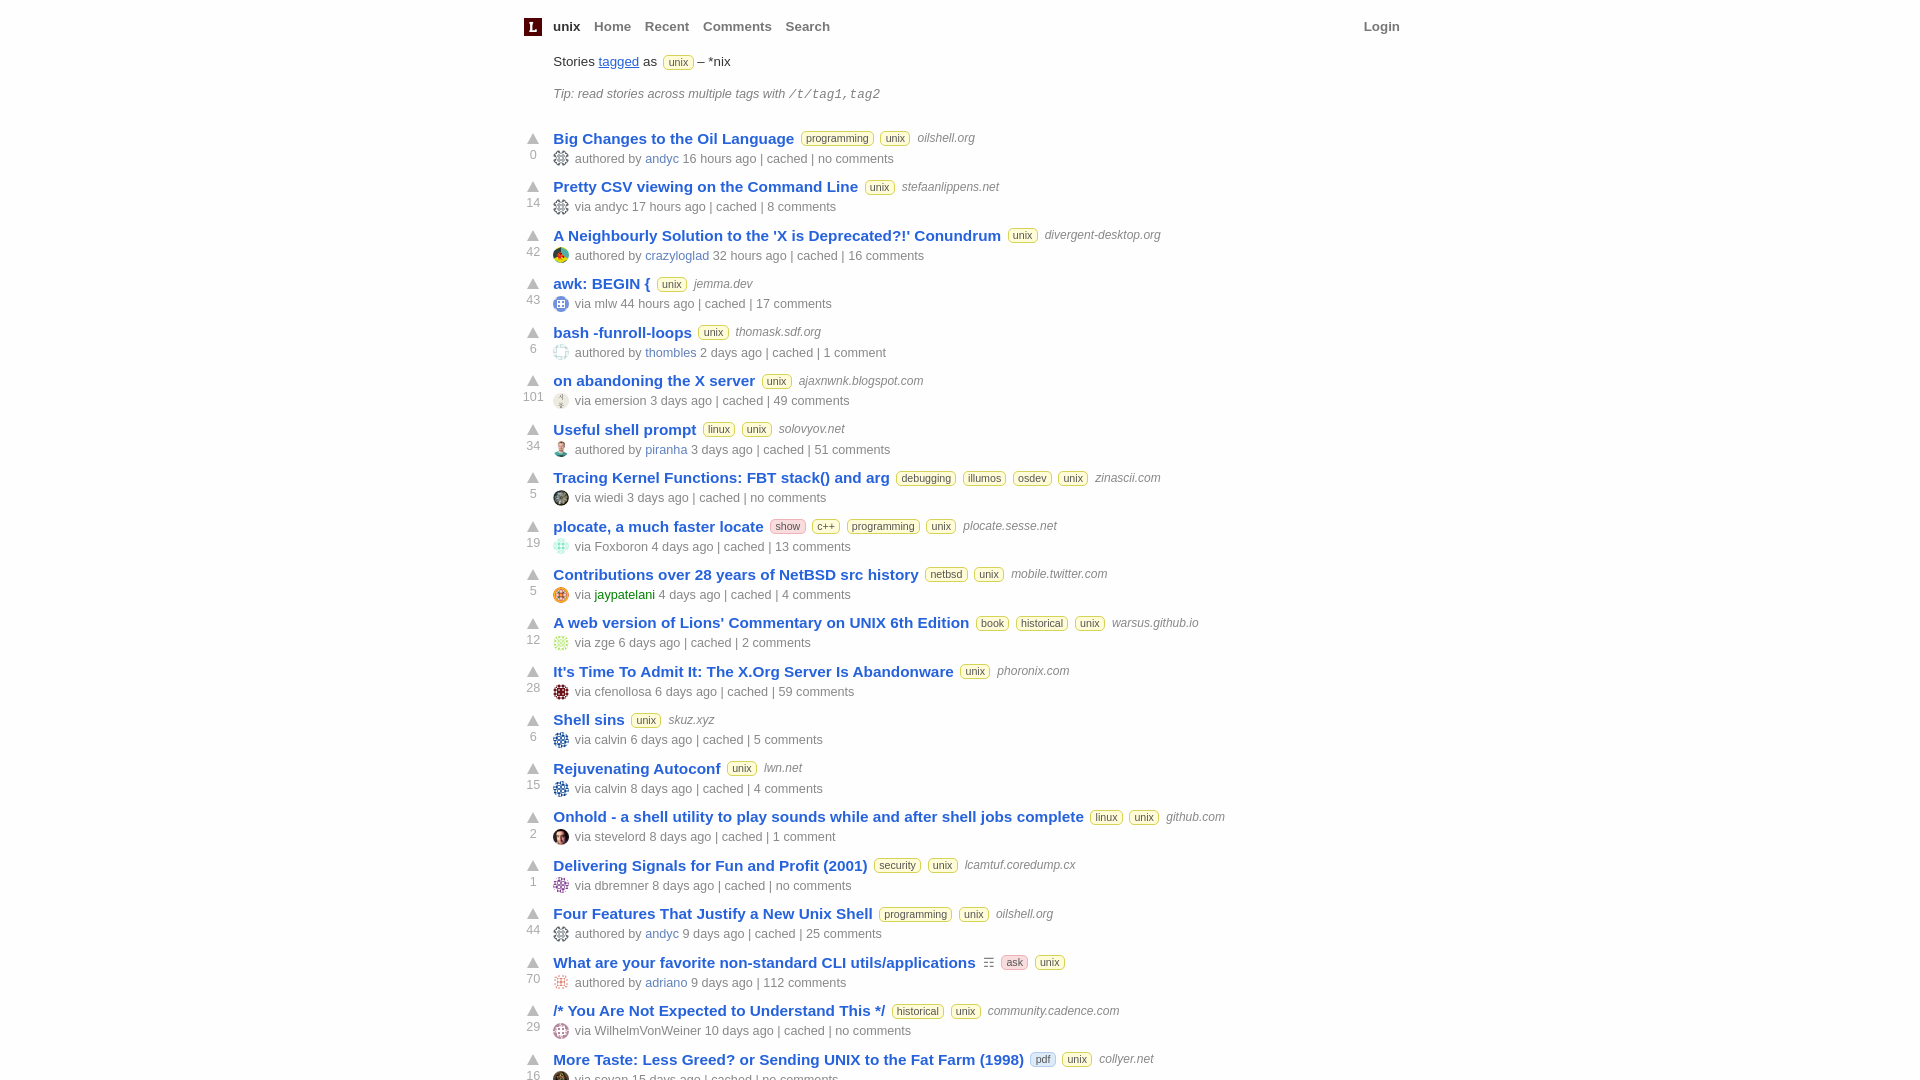 L unix Home Recent Comments Search Login
Stories tagged as unix – *nix
Tip: read stories across multiple tags with /t/tag1,tag2
Big Changes to the Oil Language programming unix oilshell.org
0 authored by andyc 16 hours ago | cached | no comments
Pretty CSV viewing on the Command Line unix stefaanlippens.net
14 via andyc 17 hours ago | cached | 8 comments
A Neighbourly Solution to the 'X is Deprecated?!' Conundrum unix divergent-desktop.org
42 authored by crazyloglad 32 hours ago | cached | 16 comments
awk: BEGIN { unix jemma.dev
43 via mlw 44 hours ago | cached | 17 comments
bash -funroll-loops unix thomask.sdf.org
6 authored by thombles 2 days ago | cached | 1 comment
on abandoning the X server unix ajaxnwnk.blogspot.com
101 via emersion 3 days ago | cached | 49 comments
Useful shell prompt linux unix solovyov.net
34 authored by piranha 3 days ago | cached | 51 comments
Tracing Kernel Functions: FBT stack() and arg debugging illumos osdev unix zinascii.com
5 via wiedi 3 days ago | cached | no comments
plocate, a much faster locate show c++ programming unix plocate.sesse.net
19 via Foxboron 4 days ago | cached | 13 comments
Contributions over 28 years of NetBSD src history netbsd unix mobile.twitter.com
5 via jaypatelani 4 days ago | cached | 4 comments
A web version of Lions' Commentary on UNIX 6th Edition book historical unix warsus.github.io
12 via zge 6 days ago | cached | 2 comments
It's Time To Admit It: The X.Org Server Is Abandonware unix phoronix.com
28 via cfenollosa 6 days ago | cached | 59 comments
Shell sins unix skuz.xyz
6 via calvin 6 days ago | cached | 5 comments
Rejuvenating Autoconf unix lwn.net
15 via calvin 8 days ago | cached | 4 comments
Onhold - a shell utility to play sounds while and after shell jobs complete linux unix github.com
2 via stevelord 8 days ago | cached | 1 comment
Delivering Signals for Fun and Profit (2001) security unix lcamtuf.coredump.cx
1 via dbremner 8 days ago | cached | no comments
Four Features That Justify a New Unix Shell programming unix oilshell.org
44 authored by andyc 9 days ago | cached | 25 comments
What are your favorite non-standard CLI utils/applications ☶ ask unix
70 authored by adriano 9 days ago | 112 comments
/* You Are Not Expected to Understand This */ historical unix community.cadence.com
29 via WilhelmVonWeiner 10 days ago | cached | no comments
More Taste: Less Greed? or Sending UNIX to the Fat Farm (1998) pdf unix collyer.net
16 via sevan 15 days ago | cached | no comments